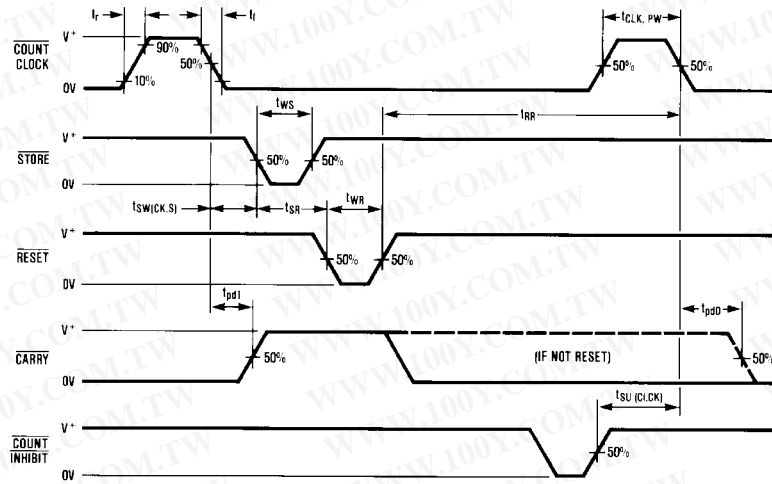 tr
tf
tCLK, PW
V+
90%
50%
10%
0V
COUNT
CLOCK
50%
50%
tWS
tRR
V+
STORE
0V
50%
50%
tSW(CK,S)
tSR
tWR
V+
RESET
0V
50%
50%
tpd1
tpd0
V+
CARRY
0V
50%
(IF NOT RESET)
50%
tSU (CI,CK)
V+
COUNT
INHIBIT
0V
50%
WWW.100Y.COM.TW